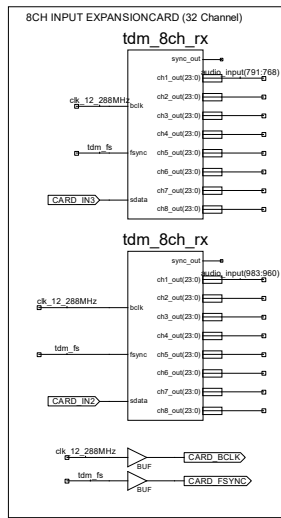 8CH INPUT EXPANSIONCARD (32 Channel)
tdm_8ch_rx
sync_out
audio_input(791:768)
ch1_out(23:0)
clk_12_288MHz
bclk
ch2_out(23:0)
ch3_out(23:0)
ch4_out(23:0)
tdm_fs
fsync
ch5_out(23:0)
ch6_out(23:0)
ch7_out(23:0)
CARD_IN3
sdata
ch8_out(23:0)
tdm_8ch_rx
sync_out
audio_input(983:960)
ch1_out(23:0)
clk_12_288MHz
bclk
ch2_out(23:0)
ch3_out(23:0)
ch4_out(23:0)
tdm_fs
fsync
ch5_out(23:0)
ch6_out(23:0)
ch7_out(23:0)
CARD_IN2
sdata
ch8_out(23:0)
clk_12_288MHz
CARD_BCLK
BUF
tdm_fs
CARD_FSYNC
BUF